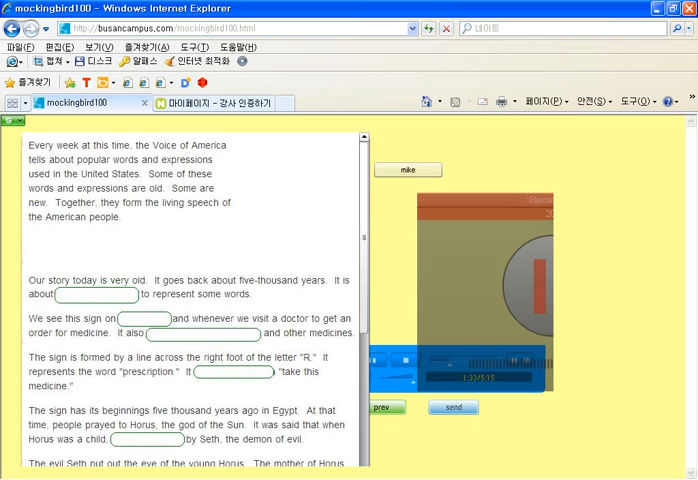 mockingbird100 - Windows Internet Explorer
http://busancampus.com/mockingbird100.html
네이트
파일(F) 편집(E) 보기(V) 즐겨찾기(A) 도구(T) 도움말(H)
캡쳐 디스크 알패스 인터넷 최적화
즐겨찾기
mockingbird100 마이페이지 - 강사 인증하기
페이지(P) 안전(S) 도구(O)
Every week at this time, the Voice of America
tells about popular words and expressions
used in the United States. Some of these
words and expressions are old. Some are
new. Together, they form the living speech of
the American people.
mike
Recor
20
Our story today is very old. It goes back about five-thousand years. It is
about to represent some words.
We see this sign on and whenever we visit a doctor to get an
order for medicine. It also and other medicines.
The sign is formed by a line across the right foot of the letter "R." It
represents the word "prescription." It "take this
medicine."
1:33/5:15
prev send
The sign has its beginnings five thousand years ago in Egypt. At that
time, people prayed to Horus, the god of the Sun. It was said that when
Horus was a child, by Seth, the demon of evil.
The evil Seth put out the eye of the young Horus. The mother of Horus